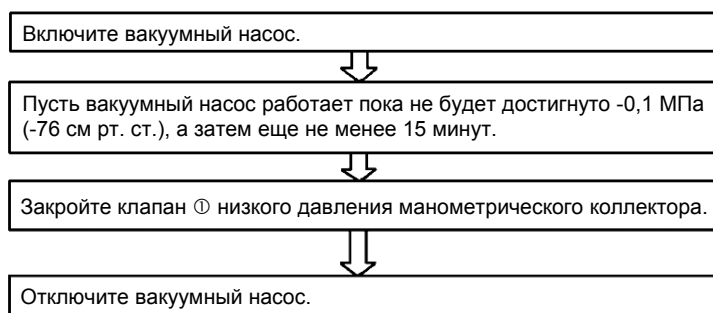 Включите вакуумный насос.
Пусть вакуумный насос работает пока не будет достигнуто -0,1 МПа
(-76 см рт. ст.), а затем еще не менее 15 минут.
Закройте клапан ① низкого давления манометрического коллектора.
Отключите вакуумный насос.